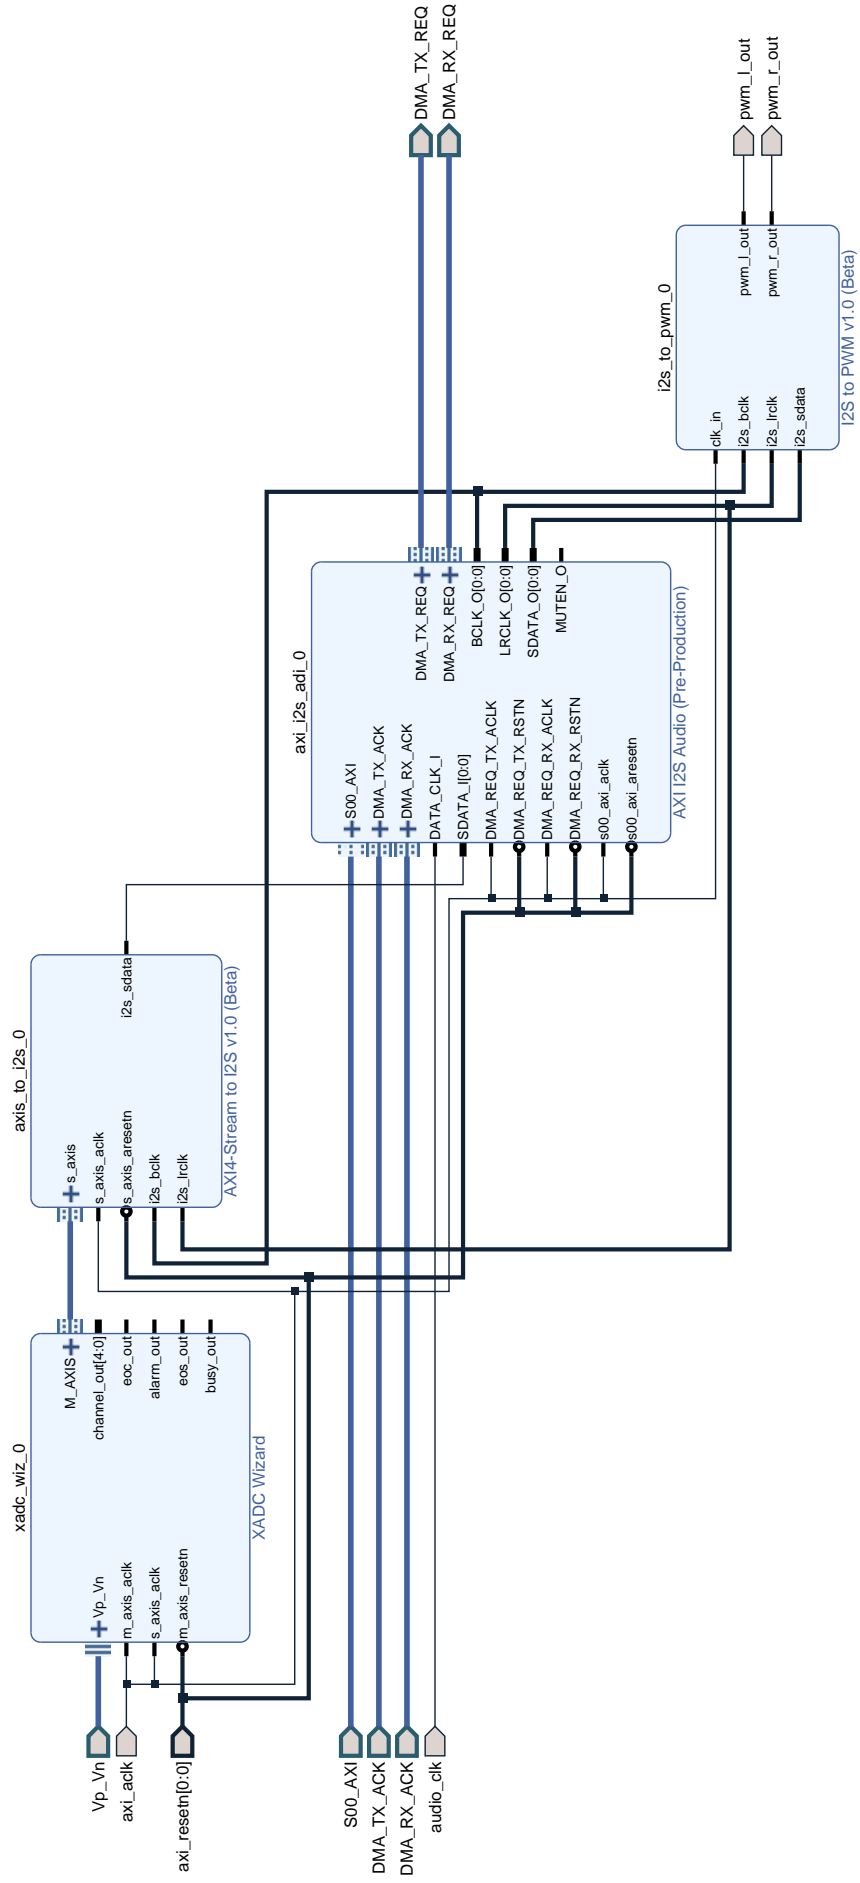 xadc_wiz_0
Vp_Vn
m_axis_aclk
s_axis_aclk
m_axis_resetn
M_AXIS
channel_out[4:0]
eoc_out
alarm_out
eos_out
busy_out
XADC Wizard
Vp_Vn
axi_aclk
axi_resetn[0:0]
S00_AXI
DMA_TX_ACK
DMA_RX_ACK
audio_clk
axis_to_i2s_0
s_axis
s_axis_aclk
s_axis_aresetn
i2s_bclk
i2s_lrclk
i2s_sdata
AXI4-Stream to I2S v1.0 (Beta)
axi_i2s_adi_0
S00_AXI
DMA_TX_ACK
DMA_RX_ACK
DATA_CLK_I
SDATA_I[0:0]
DMA_REQ_TX_ACLK
DMA_REQ_TX_RSTN
DMA_REQ_RX_ACLK
DMA_REQ_RX_RSTN
s00_axi_aclk
s00_axi_aresetn
DMA_TX_REQ
DMA_RX_REQ
BCLK_O[0:0]
LRCLK_O[0:0]
SDATA_O[0:0]
MUTEN_O
AXI I2S Audio (Pre-Production)
i2s_to_pwm_0
clk_in
i2s_bclk
i2s_lrclk
i2s_sdata
pwm_l_out
pwm_r_out
I2S to PWM v1.0 (Beta)
DMA_TX_REQ
DMA_RX_REQ
pwm_l_out
pwm_r_out